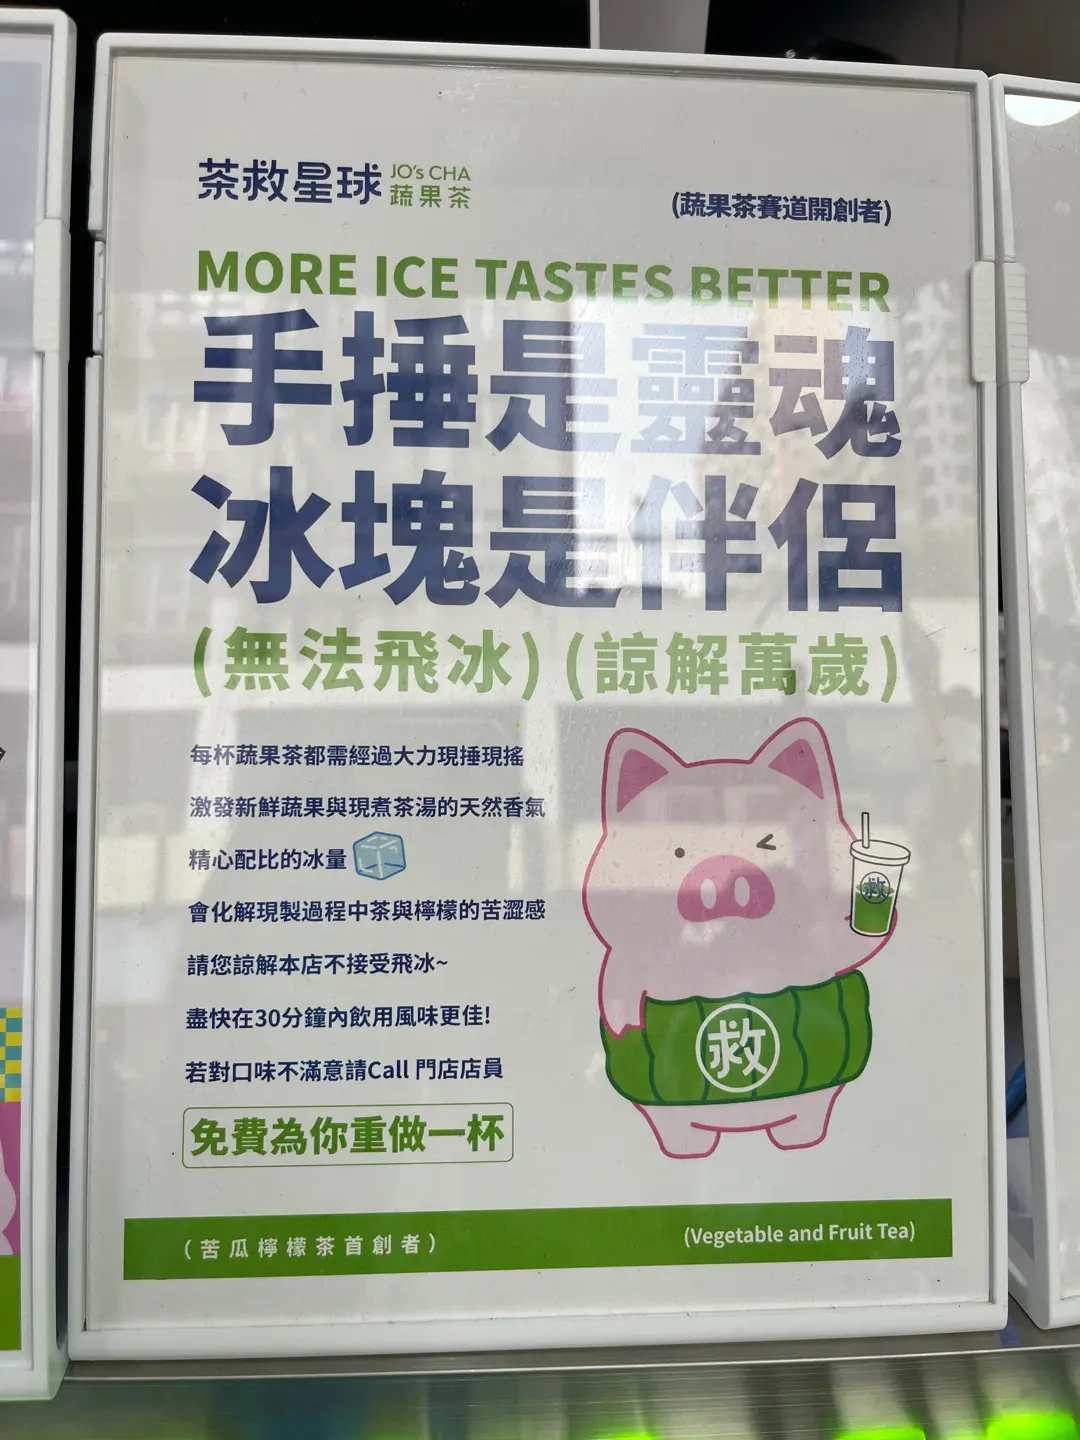 茶救星球 JO's CHA
蔬果茶
(蔬果茶賽道開創者)
MORE ICE TASTES BETTER
手捶是靈魂
冰塊是伴侶
(無法飛冰) (諒解萬歲)
每杯蔬果茶都需經過大力現捶現搖
激發新鮮蔬果與現煮茶湯的天然香氣
精心配比的冰量
會化解現製過程中茶與檸檬的苦澀感
請您諒解本店不接受飛冰~
盡快在30分鐘內飲用風味更佳!
若對口味不滿意請Call 門店店員
免費為你重做一杯
救
救
(苦瓜檸檬茶首創者)
(Vegetable and Fruit Tea)